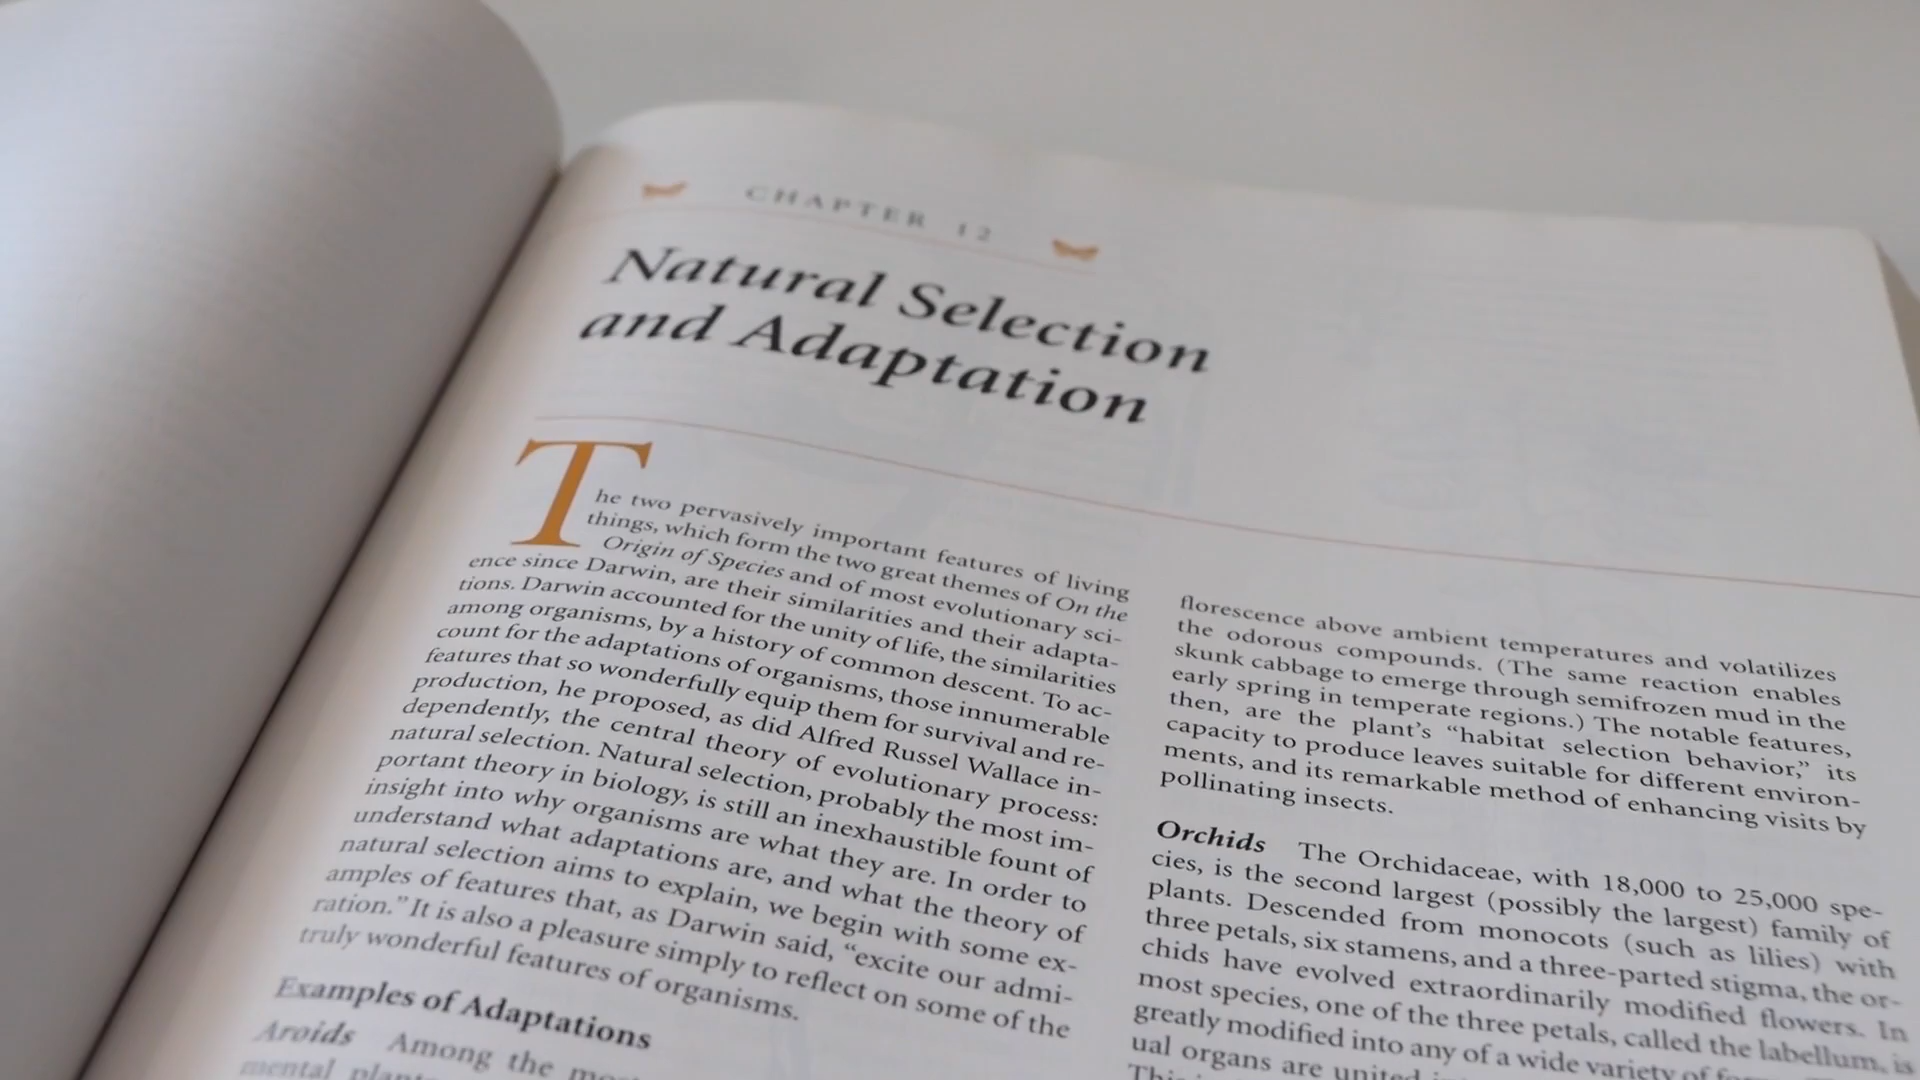 CHAPTER 12
Natural Selection
and Adaptation
The two pervasively important features of living
things, which form the two great themes of On the
Origin of Species and of most evolutionary sci-
ence since Darwin, are their similarities and their adapta-
tions. Darwin accounted for the unity of life, the similarities
among organisms, by a history of common descent. To ac-
count for the adaptations of organisms, those innumerable
features that so wonderfully equip them for survival and re-
production, he proposed, as did Alfred Russel Wallace in-
dependently, the central theory of evolutionary process:
natural selection. Natural selection, probably the most im-
portant theory in biology, is still an inexhaustible fount of
insight into why organisms are what they are. In order to
understand what adaptations are, and what the theory of
natural selection aims to explain, we begin with some ex-
amples of features that, as Darwin said, “excite our admi-
ration.” It is also a pleasure simply to reflect on some of the
truly wonderful features of organisms.
Examples of Adaptations
Aroids Among the
mental
florescence above ambient temperatures and volatilizes
the odorous compounds. (The same reaction enables
skunk cabbage to emerge through semifrozen mud in the
early spring in temperate regions.) The notable features,
then, are the plant’s “habitat selection behavior,” its
capacity to produce leaves suitable for different environ-
ments, and its remarkable method of enhancing visits by
pollinating insects.
Orchids The Orchidaceae, with 18,000 to 25,000 spe-
cies, is the second largest (possibly the largest) family of
plants. Descended from monocots (such as lilies) with
three petals, six stamens, and a three-parted stigma, the or-
chids have evolved extraordinarily modified flowers. In
most species, one of the three petals, called the labellum, is
greatly modified into any of a wide variety of
ual organs are united